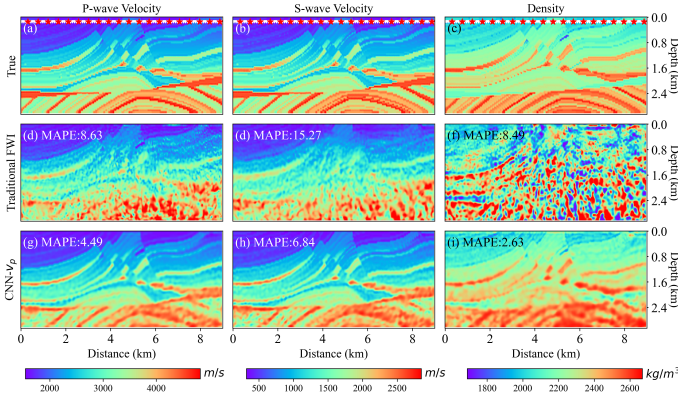 P-wave Velocity S-wave Velocity Density
True (a) (b) (c) 0.0 0.8 1.6 2.4 Depth (km)
Traditional FWI (d) MAPE:8.63 (d) MAPE:15.27 (f) MAPE:8.49 0.0 0.8 1.6 2.4 Depth (km)
CNN-vρ (g) MAPE:4.49 (h) MAPE:6.84 (i) MAPE:2.63 0.0 0.8 1.6 2.4 Depth (km)
0 2 4 6 8 0 2 4 6 8 0 2 4 6 8
Distance (km) Distance (km) Distance (km)
m/s m/s kg/m³
2000 3000 4000 500 1000 1500 2000 2500 1800 2000 2200 2400 2600